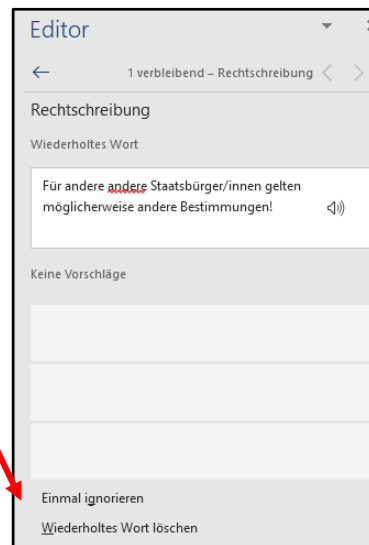 Editor
1 verbleibend – Rechtschreibung
Rechtschreibung
Wiederholtes Wort
Für andere andere Staatsbürger/innen gelten
möglicherweise andere Bestimmungen!
Keine Vorschläge
Einmal ignorieren
Wiederholtes Wort löschen